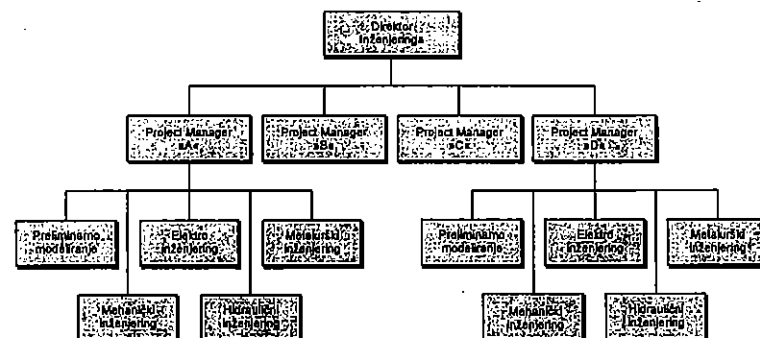 Direktor
Inženjeringa
Project Manager
»A«
Project Manager
»B«
Project Manager
»C«
Project Manager
»D«
Preliminarno
modeliranje
Elektro
inženjering
Metalurški
inženjering
Mehanički
inženjering
Hidraulični
inženjering
Preliminarno
modeliranje
Elektro
inženjering
Metalurški
inženjering
Mehanički
inženjering
Hidraulični
inženjering